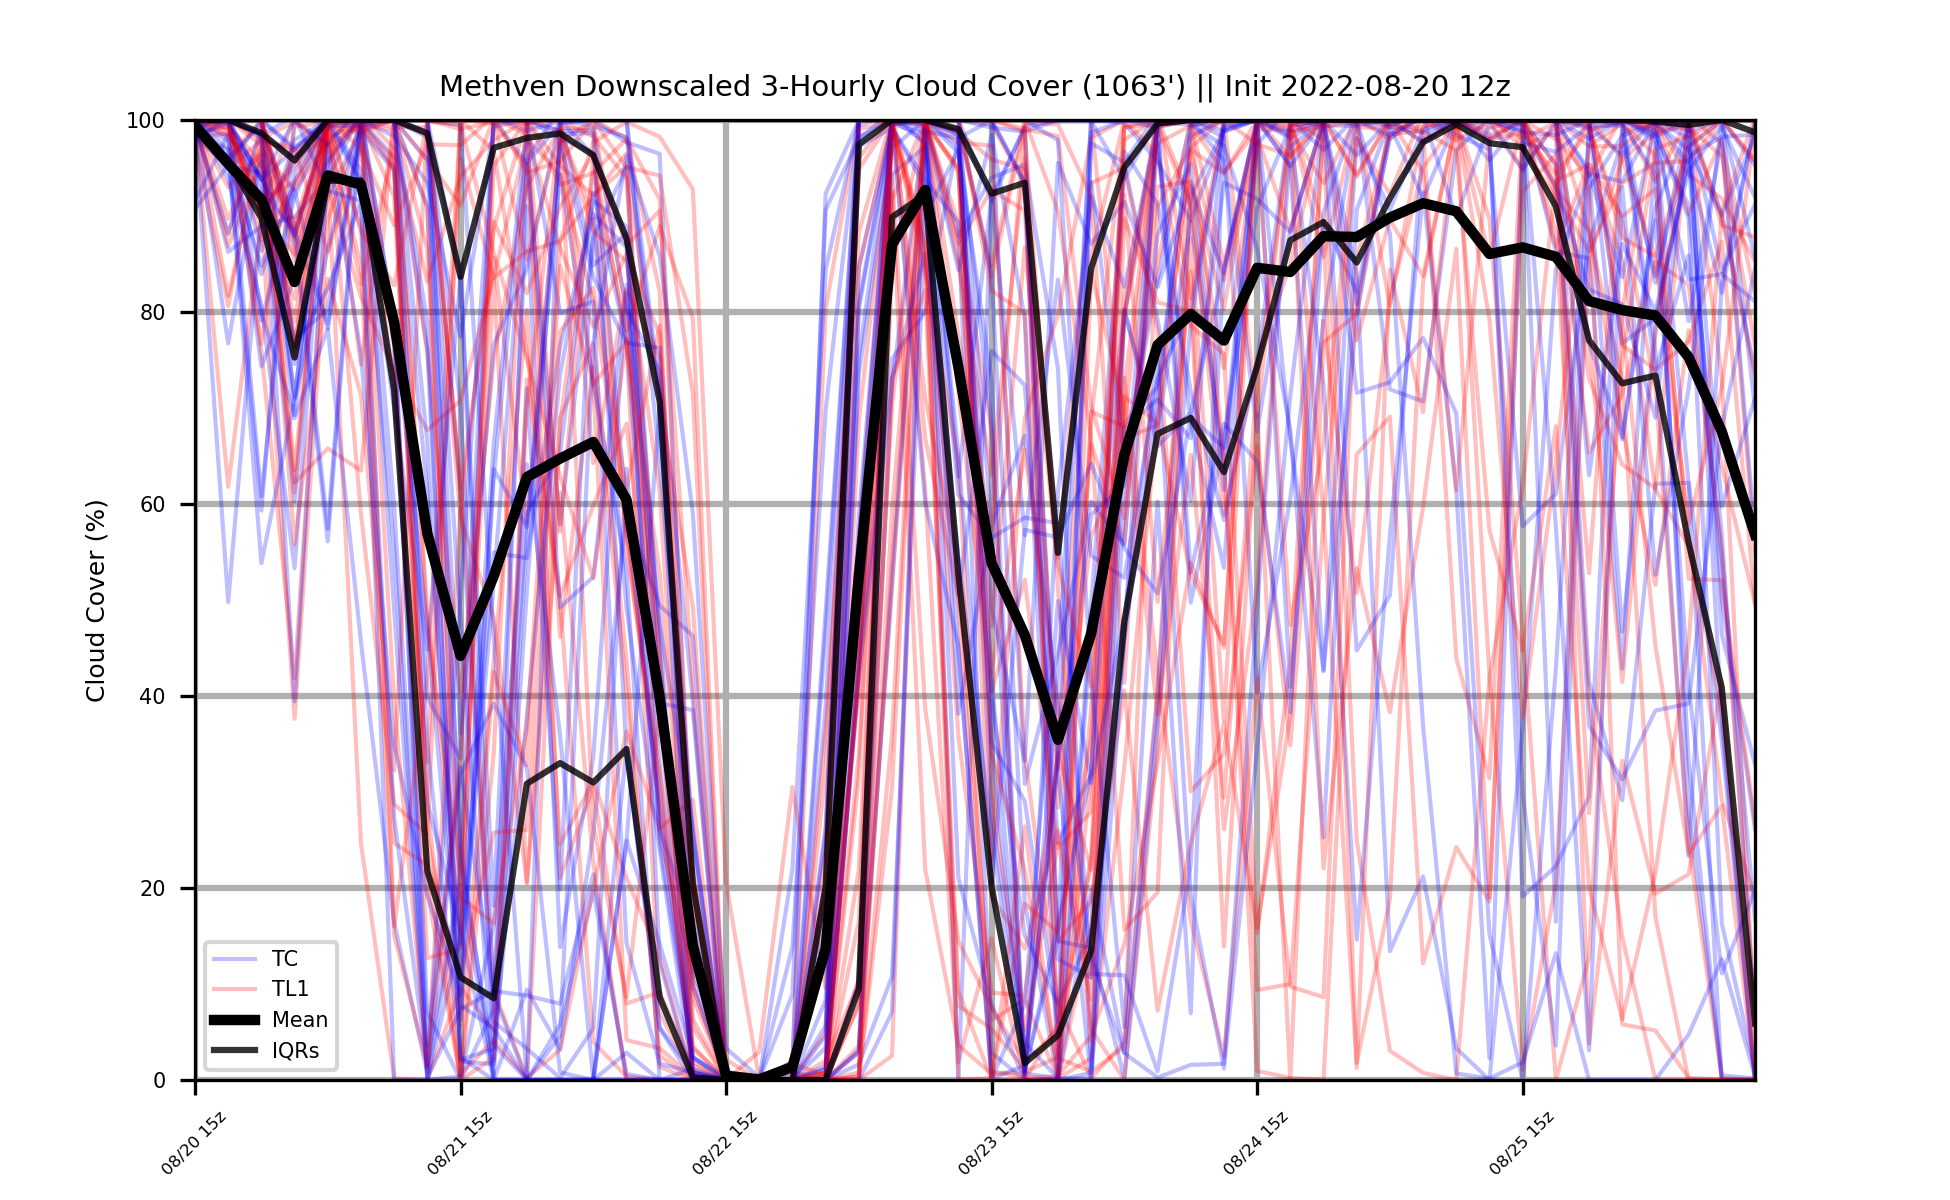 Methven Downscaled 3-Hourly Cloud Cover (1063') || Init 2022-08-20 12z
Cloud Cover (%)
100
80
60
40
20
0
TC
TL1
Mean
IQRs
08/20 15z
08/21 15z
08/22 15z
08/23 15z
08/24 15z
08/25 15z